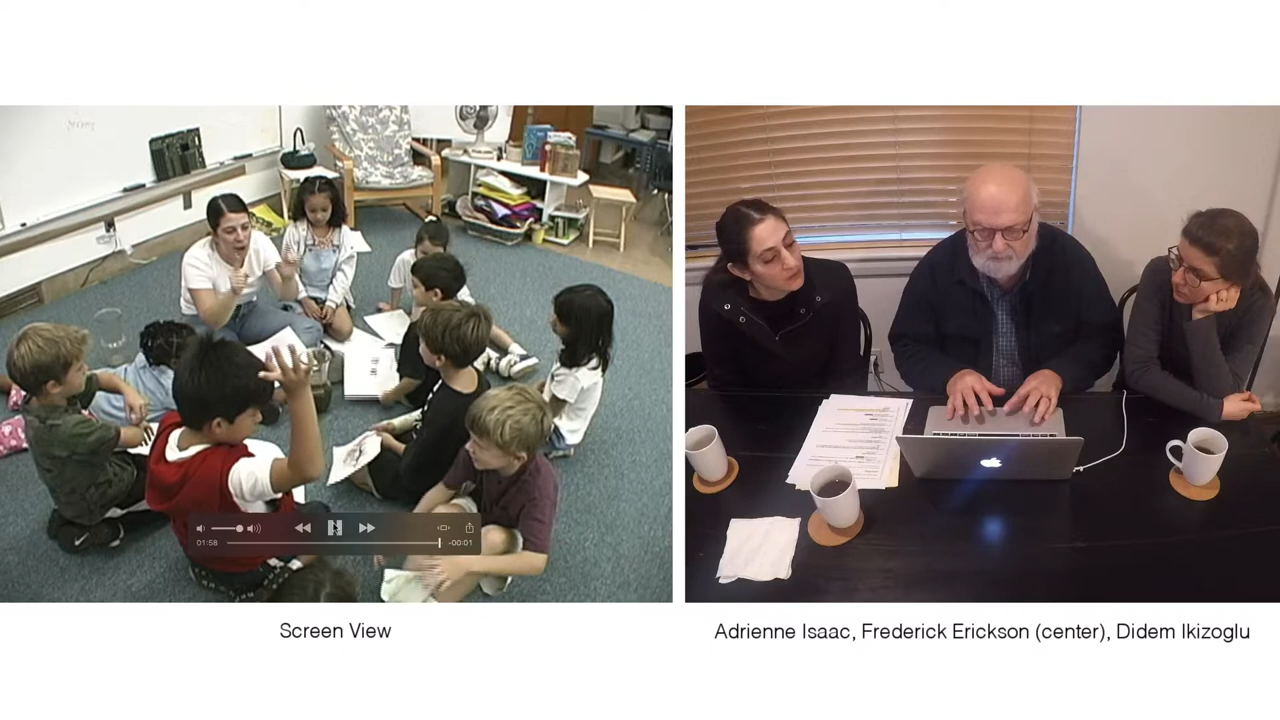 01:58
-00:01
Screen View
Adrienne Isaac, Frederick Erickson (center), Didem Ikizoglu